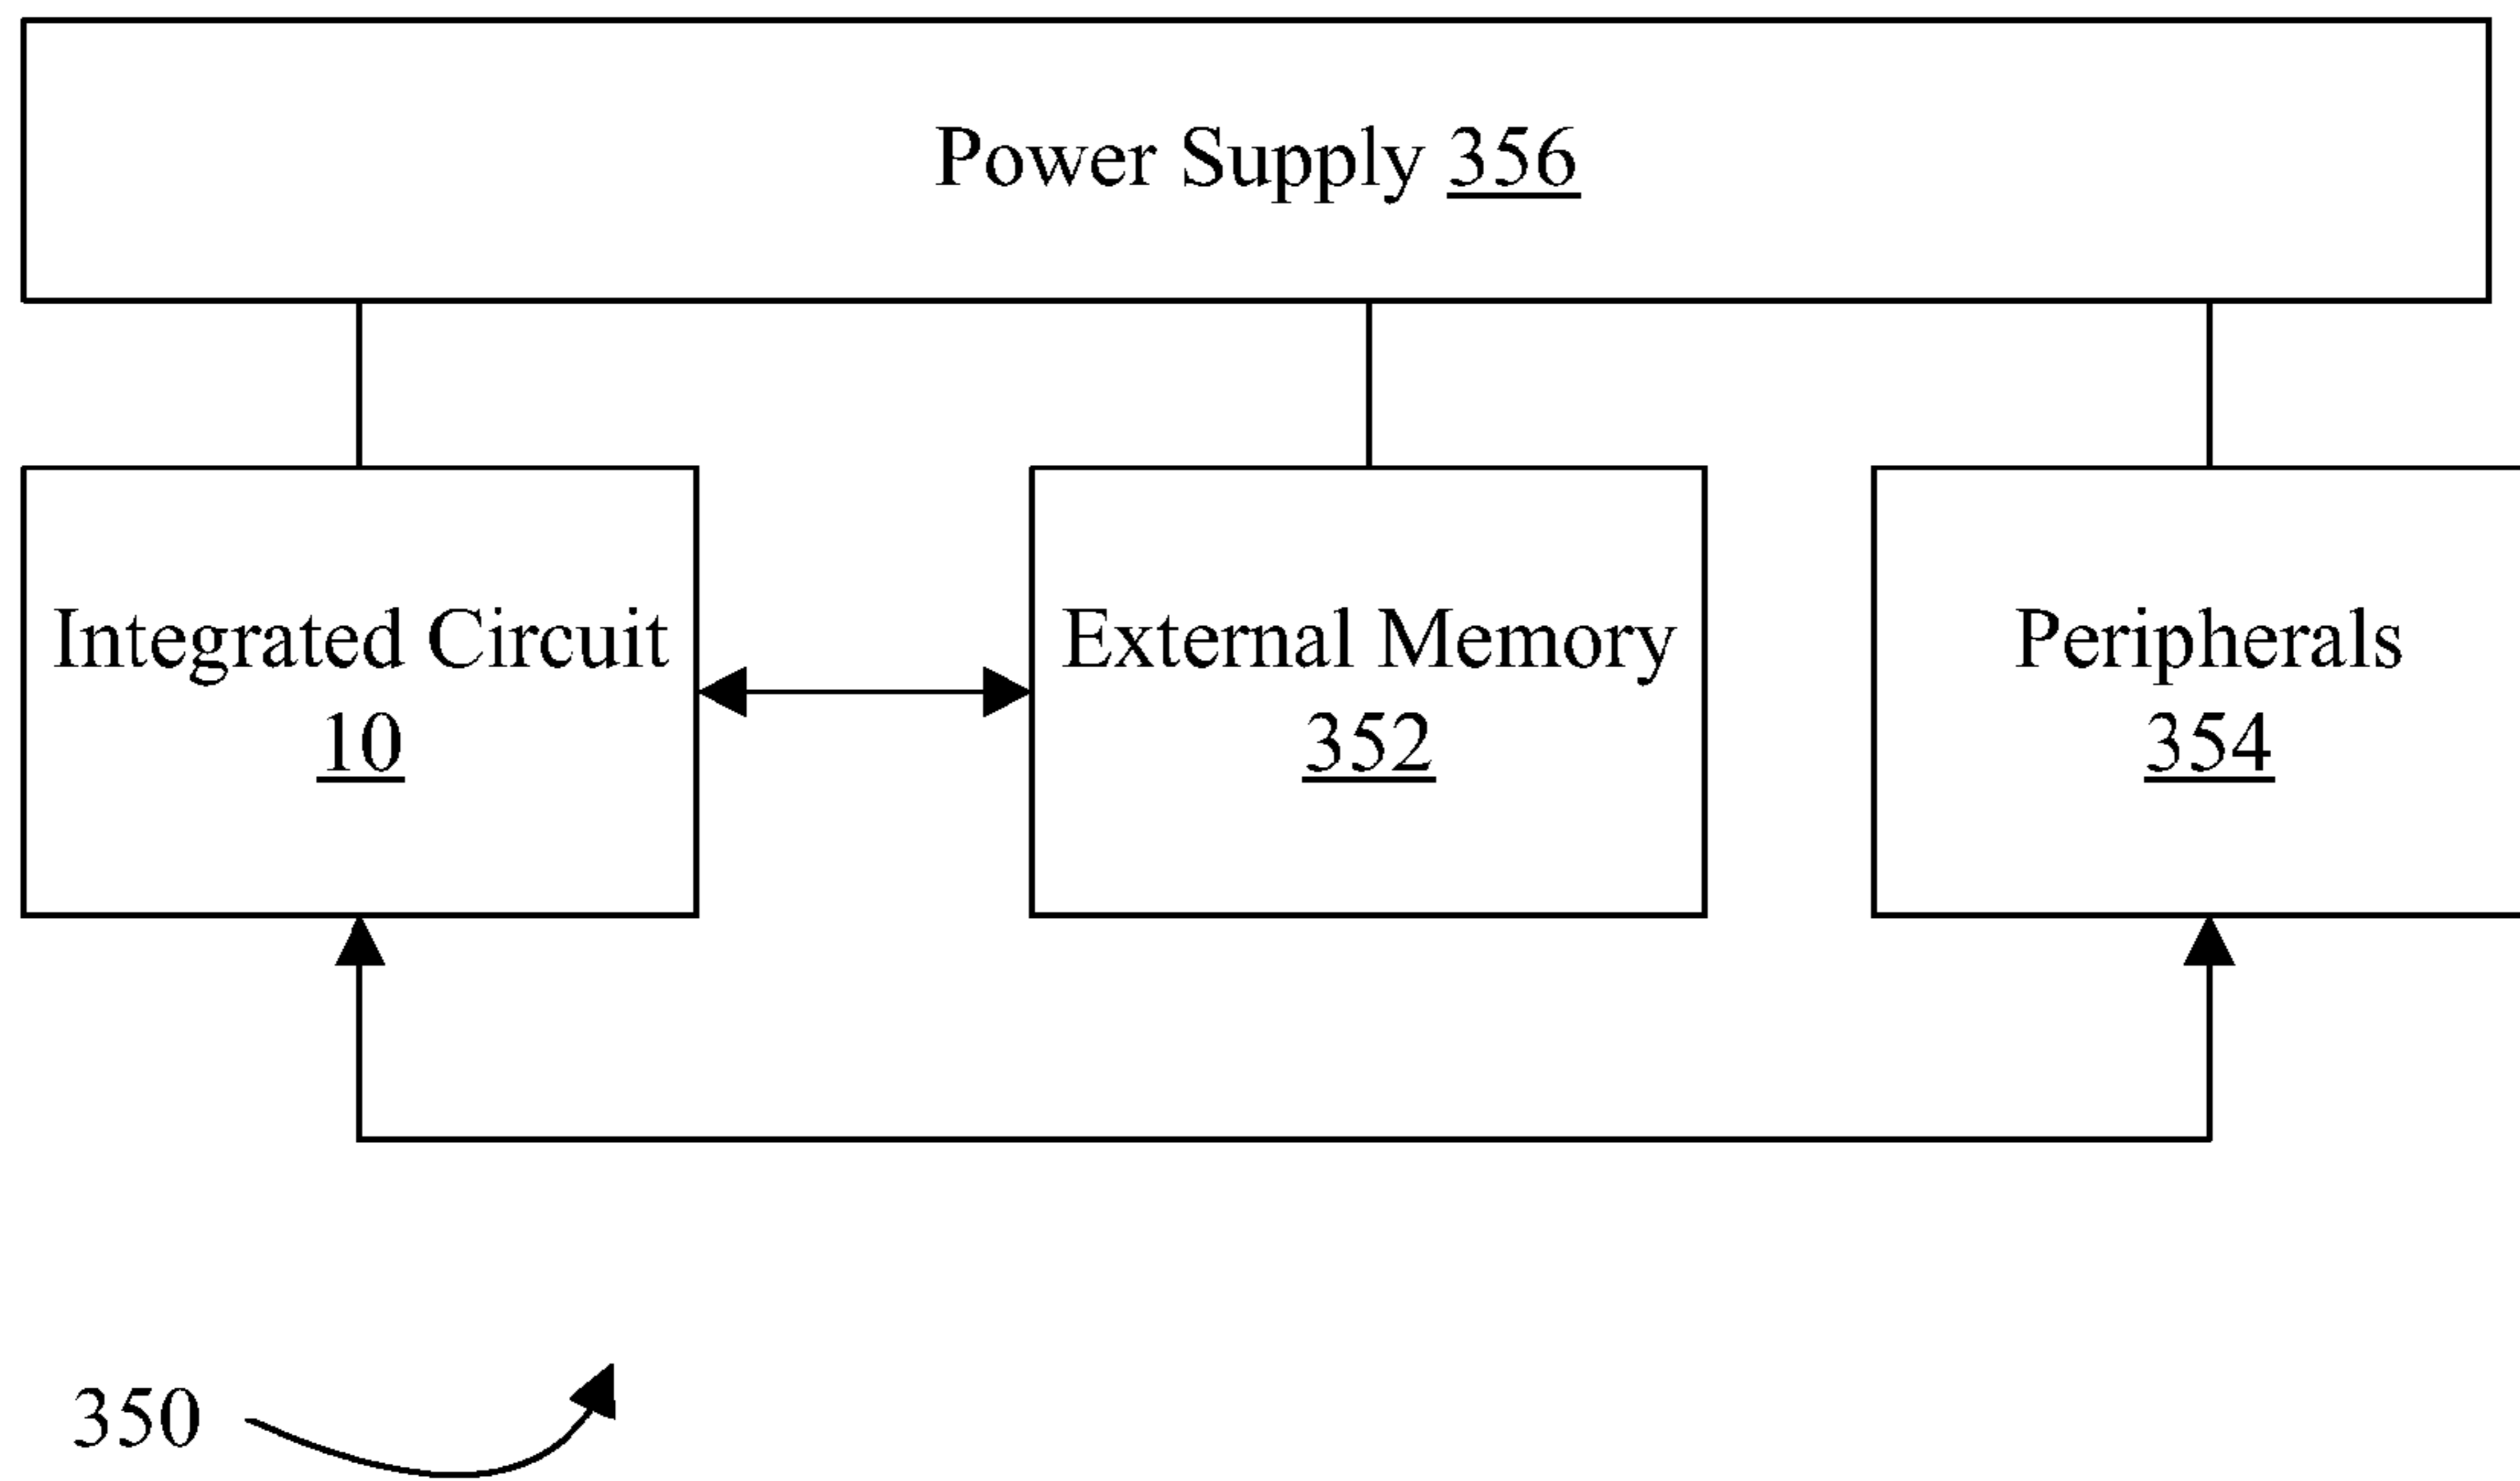 Power Supply 356
Integrated Circuit
10
External Memory
352
Peripherals
354
350